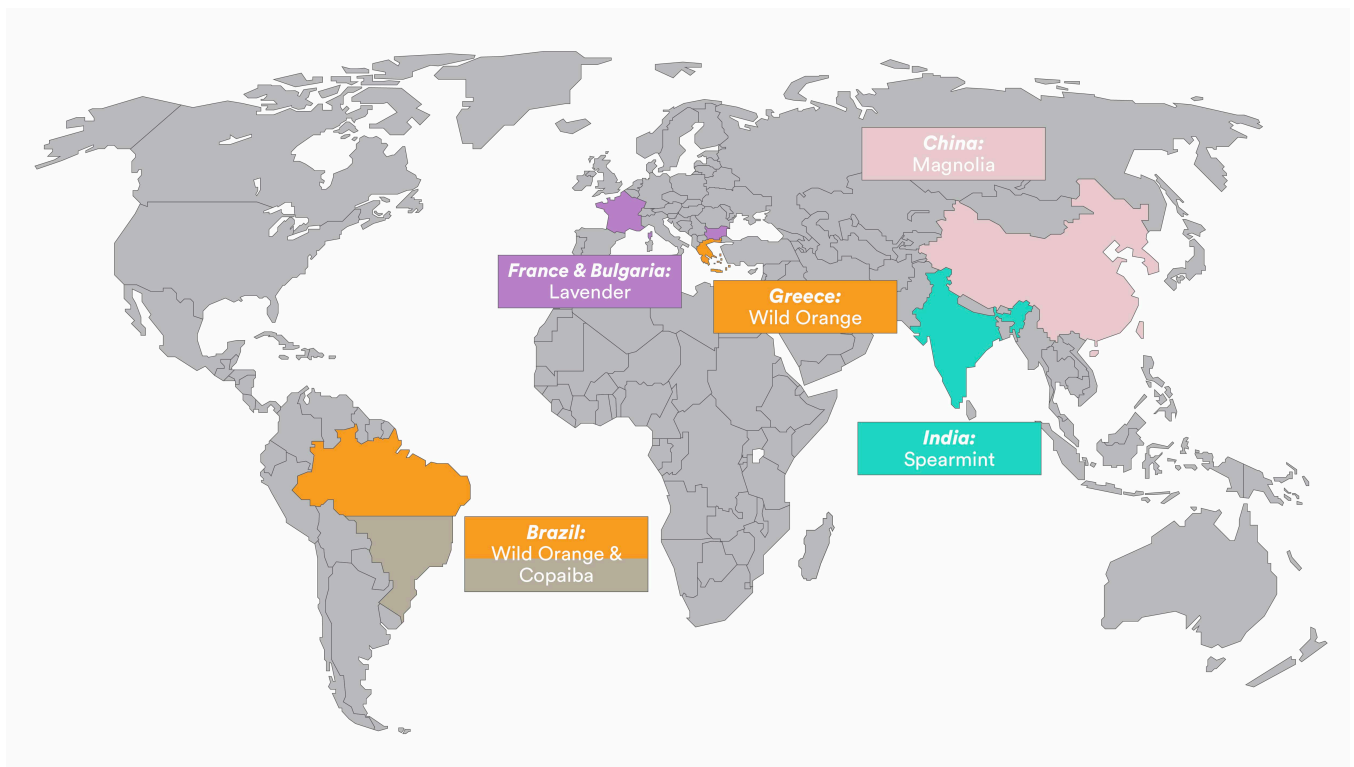 China:
Magnolia
France & Bulgaria:
Lavender
Greece:
Wild Orange
India:
Spearmint
Brazil:
Wild Orange &
Copaiba